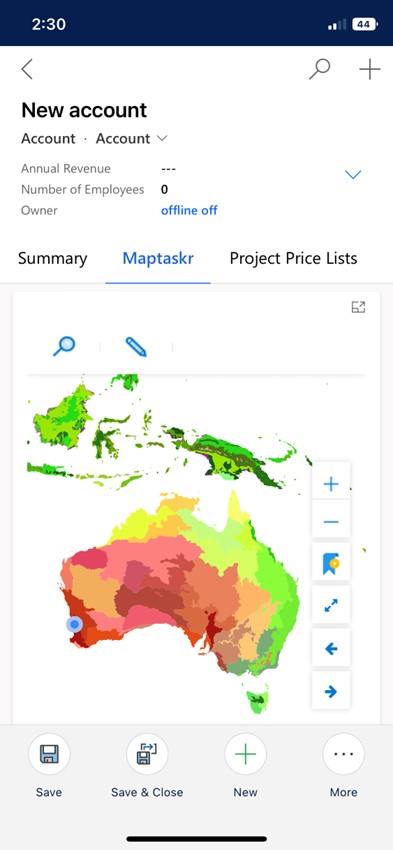 2:30
44
New account
Account · Account
Annual Revenue ---
Number of Employees 0
Owner offline off
Summary Maptaskr Project Price Lists
Save Save & Close New More